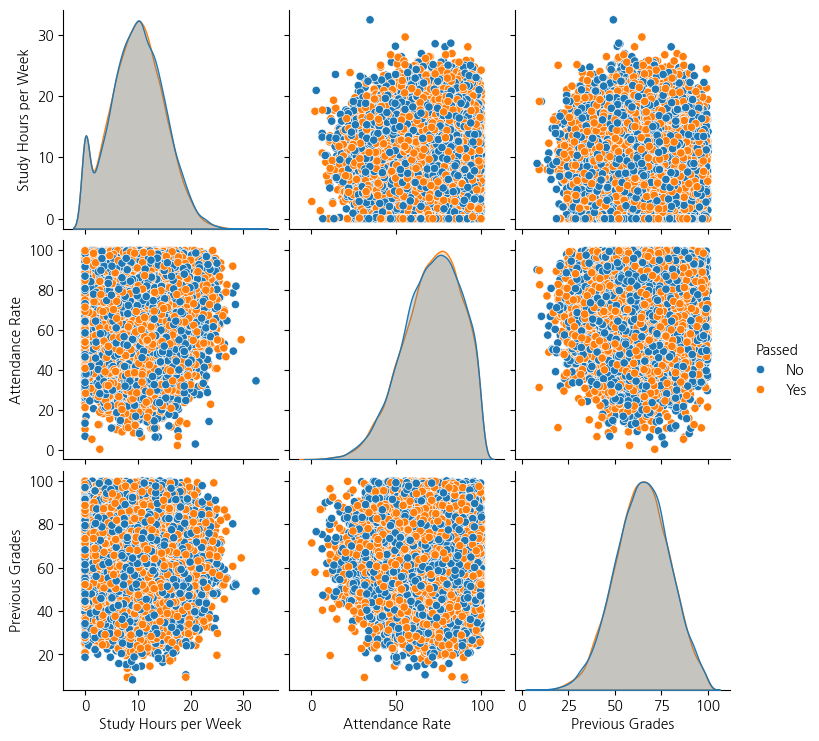 Study Hours per Week
30
20
10
0
Attendance Rate
100
80
60
40
20
0
Passed
No
Yes
Previous Grades
100
80
60
40
20
0 10 20 30
0 50 100
0 25 50 75 100
Study Hours per Week
Attendance Rate
Previous Grades